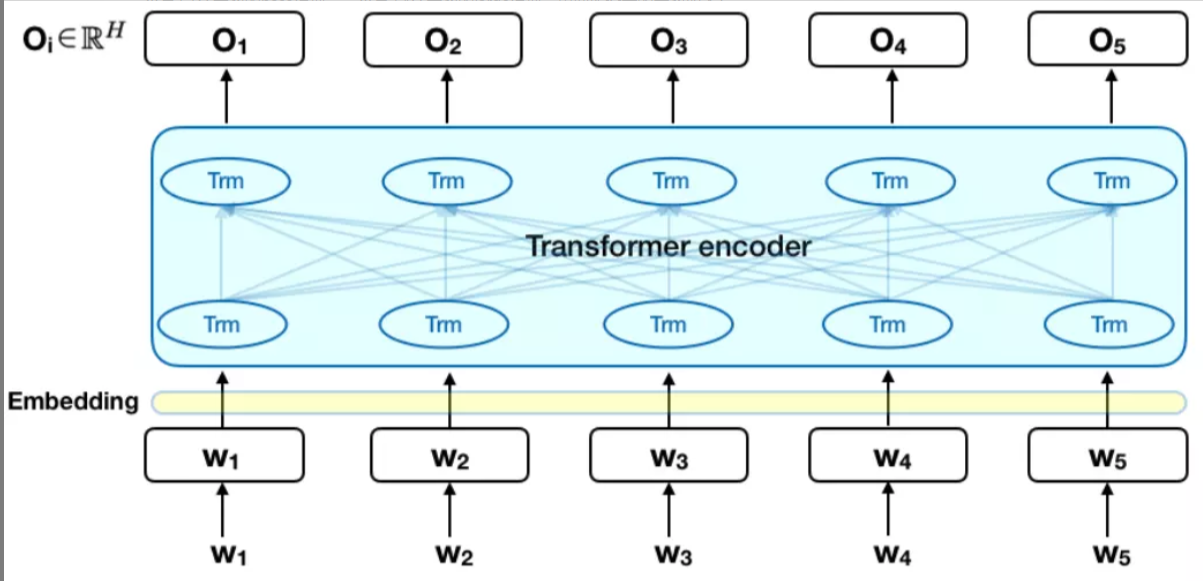 Oᵢ∈ℝᴴ O₁ O₂ O₃ O₄ O₅
Trm Trm Trm Trm Trm
Transformer encoder
Trm Trm Trm Trm Trm
Embedding
W₁ W₂ W₃ W₄ W₅
W₁ W₂ W₃ W₄ W₅